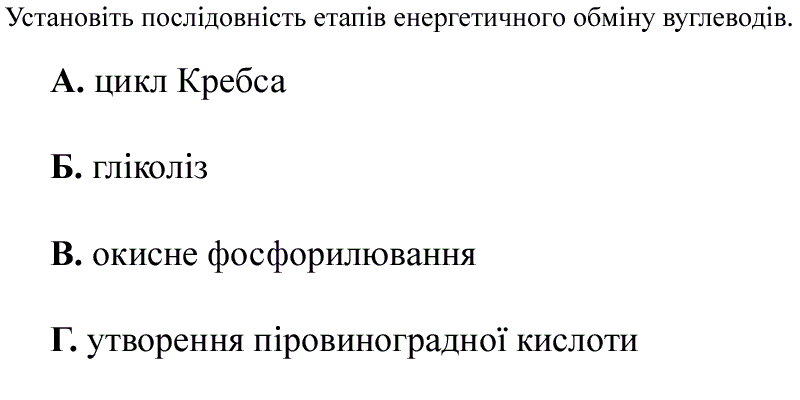 Установіть послідовність етапів енергетичного обміну вуглеводів.
А. цикл Кребса
Б. гліколіз
В. окисне фосфорилювання
Г. утворення піровиноградної кислоти